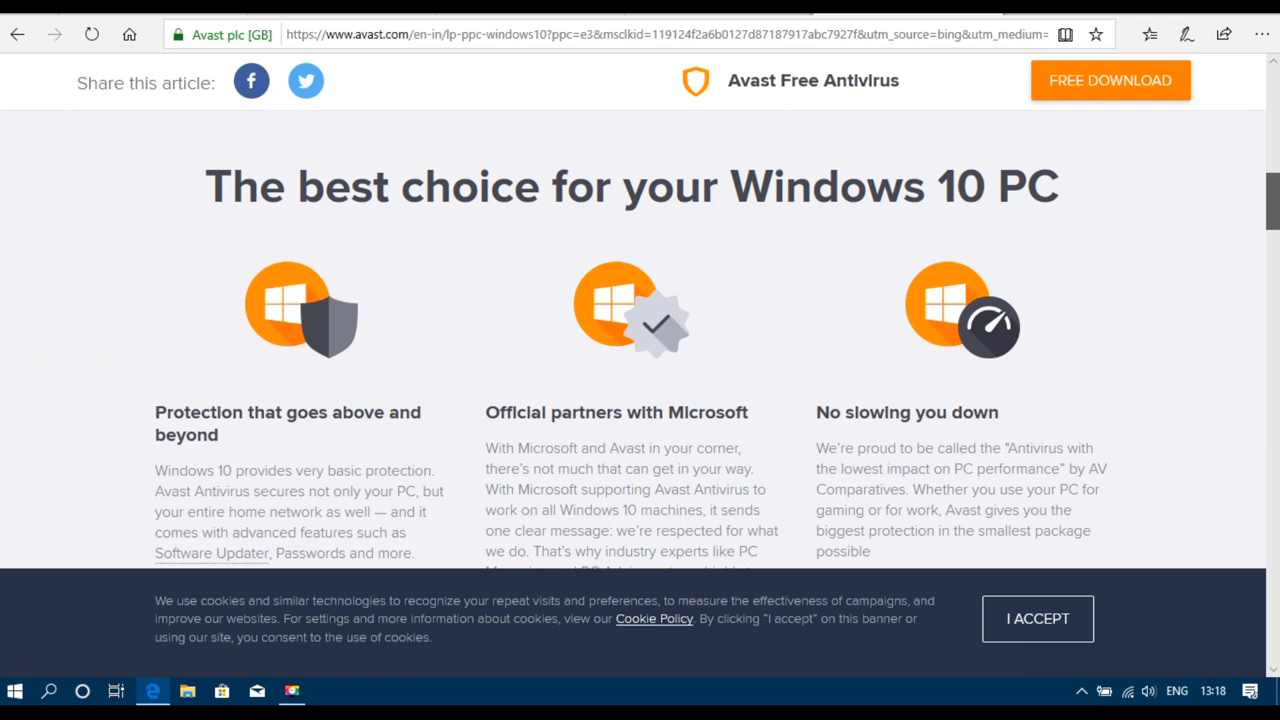 Avast plc [GB]
https://www.avast.com/en-in/lp-ppc-windows10?ppc=e3&msclkid=119124f2a6b0127d87187917abc7927f&utm_source=bing&utm_medium=
Share this article:
Avast Free Antivirus
FREE DOWNLOAD
The best choice for your Windows 10 PC
Protection that goes above and
beyond
Windows 10 provides very basic protection.
Avast Antivirus secures not only your PC, but
your entire home network as well — and it
comes with advanced features such as
Software Updater, Passwords and more.
Official partners with Microsoft
With Microsoft and Avast in your corner,
there's not much that can get in your way.
With Microsoft supporting Avast Antivirus to
work on all Windows 10 machines, it sends
one clear message: we're respected for what
we do. That's why industry experts like PC
No slowing you down
We're proud to be called the "Antivirus with
the lowest impact on PC performance" by AV
Comparatives. Whether you use your PC for
gaming or for work, Avast gives you the
biggest protection in the smallest package
possible
We use cookies and similar technologies to recognize your repeat visits and preferences, to measure the effectiveness of campaigns, and
improve our websites. For settings and more information about cookies, view our Cookie Policy. By clicking "I accept" on this banner or
using our site, you consent to the use of cookies.
I ACCEPT
ENG
13:18